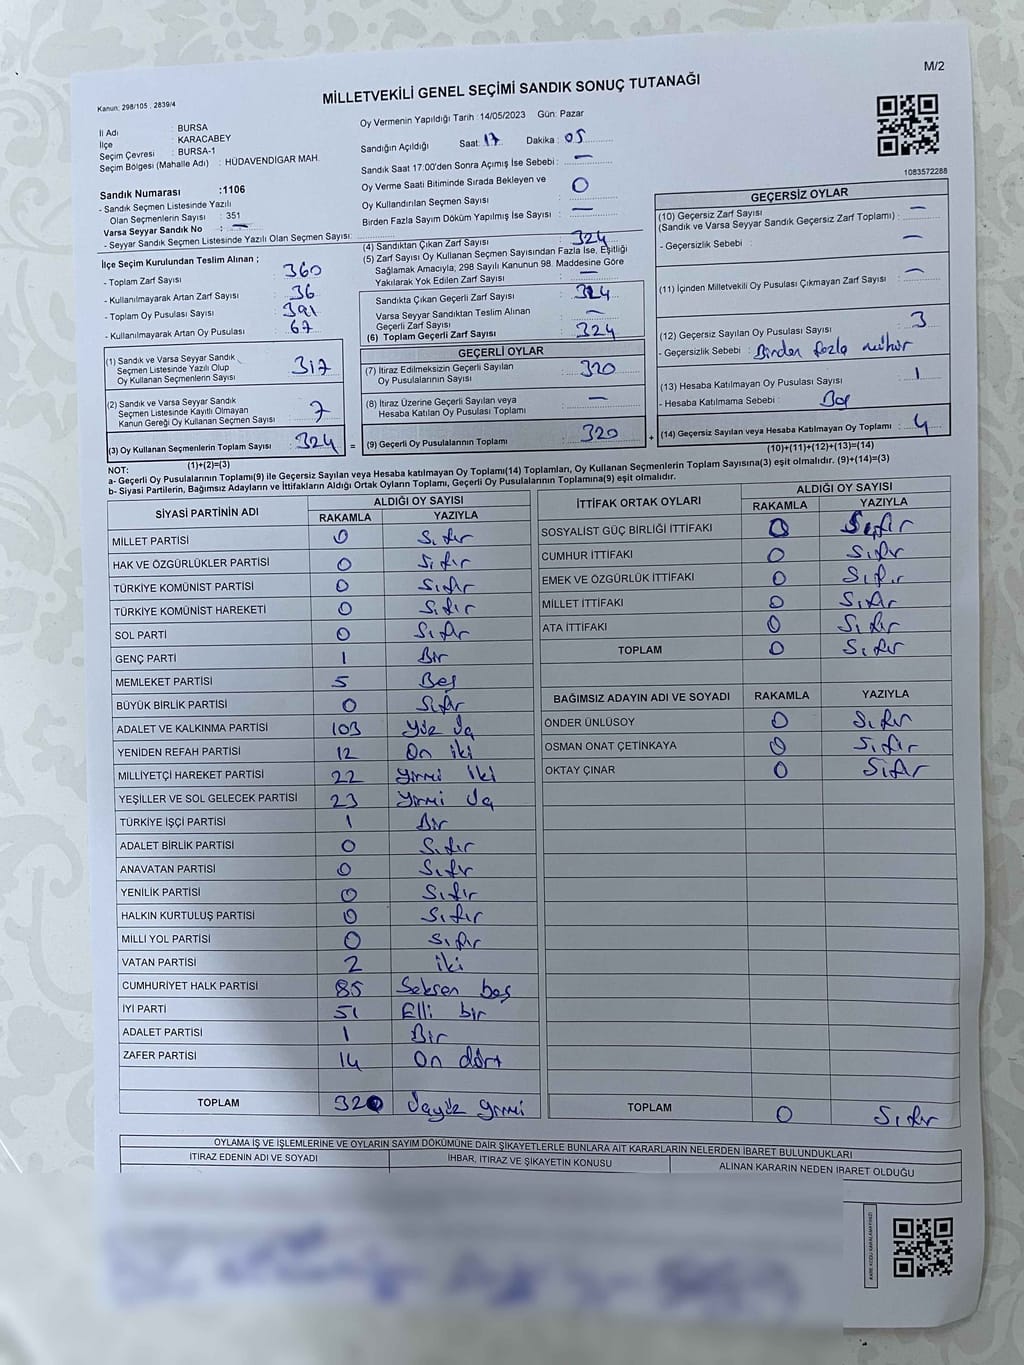 M/2
Kanun: 298/105 , 2839/4
MİLLETVEKİLİ GENEL SEÇİMİ SANDIK SONUÇ TUTANAĞI
İl Adı : BURSA
İlçe : KARACABEY
Seçim Çevresi : BURSA-1
Seçim Bölgesi (Mahalle Adı) : HÜDAVENDİGAR MAH.
Sandık Numarası :1106
- Sandık Seçmen Listesinde Yazılı
Olan Seçmenlerin Sayısı : 351
Varsa Seyyar Sandık No : —
- Seyyar Sandık Seçmen Listesinde Yazılı Olan Seçmen Sayısı:
Oy Vermenin Yapıldığı Tarih : 14/05/2023 Gün: Pazar
Sandığın Açıldığı Saat: 17 Dakika : 05
Sandık Saat 17:00'den Sonra Açımış İse Sebebi : —
Oy Verme Saati Bitiminde Sırada Bekleyen ve
Oy Kullandırılan Seçmen Sayısı : 0
Birden Fazla Sayım Döküm Yapılmış İse Sayısı : —
1083572288
İlçe Seçim Kurulundan Teslim Alınan ;
- Toplam Zarf Sayısı : 360
- Kullanılmayarak Artan Zarf Sayısı : 36
- Toplam Oy Pusulası Sayısı : 391
- Kullanılmayarak Artan Oy Pusulası : 67
(1) Sandık ve Varsa Seyyar Sandık
Seçmen Listesinde Yazılı Olup
Oy Kullanan Seçmenlerin Sayısı : 317
(2) Sandık ve Varsa Seyyar Sandık
Seçmen Listesinde Kayıtlı Olmayan
Kanun Gereği Oy Kullanan Seçmen Sayısı : 7
(3) Oy Kullanan Seçmenlerin Toplam Sayısı : 324
(1)+(2)=(3)
(4) Sandıktan Çıkan Zarf Sayısı : 324
(5) Zarf Sayısı Oy Kullanan Seçmen Sayısından Fazla İse, Eşitliği
Sağlamak Amacıyla; 298 Sayılı Kanunun 98. Maddesine Göre
Yakılarak Yok Edilen Zarf Sayısı : —
Sandıkta Çıkan Geçerli Zarf Sayısı : 324
Varsa Seyyar Sandıktan Teslim Alınan
Geçerli Zarf Sayısı : —
(6) Toplam Geçerli Zarf Sayısı : 324
GEÇERLİ OYLAR
(7) İtiraz Edilmeksizin Geçerli Sayılan
Oy Pusulalarının Sayısı : 320
(8) İtiraz Üzerine Geçerli Sayılan veya
Hesaba Katılan Oy Pusulası Toplamı : —
= (9) Geçerli Oy Pusulalarının Toplamı : 320 +
GEÇERSİZ OYLAR
(10) Geçersiz Zarf Sayısı : —
(Sandık ve Varsa Seyyar Sandık Geçersiz Zarf Toplamı)
- Geçersizlik Sebebi : —
(11) İçinden Milletvekili Oy Pusulası Çıkmayan Zarf Sayısı : —
(12) Geçersiz Sayılan Oy Pusulası Sayısı : 3
- Geçersizlik Sebebi : Birden fazla mühür
(13) Hesaba Katılmayan Oy Pusulası Sayısı : 1
- Hesaba Katılmama Sebebi : Boş
(14) Geçersiz Sayılan veya Hesaba Katılmayan Oy Toplamı : 4
(10)+(11)+(12)+(13)=(14)
NOT:
a- Geçerli Oy Pusulalarının Toplamı(9) ile Geçersiz Sayılan veya Hesaba katılmayan Oy Toplamı(14) Toplamları, Oy Kullanan Seçmenlerin Toplam Sayısına(3) eşit olmalıdır. (9)+(14)=(3)
b- Siyasi Partilerin, Bağımsız Adayların ve İttifakların Aldığı Ortak Oyların Toplamı, Geçerli Oy Pusulalarının Toplamına(9) eşit olmalıdır.
SİYASİ PARTİNİN ADI ALDIĞI OY SAYISI
RAKAMLA YAZIYLA
MİLLET PARTİSİ 0 Sıfır
HAK VE ÖZGÜRLÜKLER PARTİSİ 0 Sıfır
TÜRKİYE KOMÜNİST PARTİSİ 0 Sıfır
TÜRKİYE KOMÜNİST HAREKETİ 0 Sıfır
SOL PARTİ 0 Sıfır
GENÇ PARTİ 1 Bir
MEMLEKET PARTİSİ 5 Beş
BÜYÜK BİRLİK PARTİSİ 0 Sıfır
ADALET VE KALKINMA PARTİSİ 103 Yüz üç
YENİDEN REFAH PARTİSİ 12 On iki
MİLLİYETÇİ HAREKET PARTİSİ 22 Yirmi iki
YEŞİLLER VE SOL GELECEK PARTİSİ 23 Yirmi üç
TÜRKİYE İŞÇİ PARTİSİ 1 Bir
ADALET BİRLİK PARTİSİ 0 Sıfır
ANAVATAN PARTİSİ 0 Sıfır
YENİLİK PARTİSİ 0 Sıfır
HALKIN KURTULUŞ PARTİSİ 0 Sıfır
MİLLİ YOL PARTİSİ 0 Sıfır
VATAN PARTİSİ 2 iki
CUMHURİYET HALK PARTİSİ 85 Seksen beş
İYİ PARTİ 51 Elli bir
ADALET PARTİSİ 1 Bir
ZAFER PARTİSİ 14 On dört
TOPLAM 320 Üçyüz yirmi
İTTİFAK ORTAK OYLARI ALDIĞI OY SAYISI
RAKAMLA YAZIYLA
SOSYALİST GÜÇ BİRLİĞİ İTTİFAKI 0 Sıfır
CUMHUR İTTİFAKI 0 Sıfır
EMEK VE ÖZGÜRLÜK İTTİFAKI 0 Sıfır
MİLLET İTTİFAKI 0 Sıfır
ATA İTTİFAKI 0 Sıfır
TOPLAM 0 Sıfır
BAĞIMSIZ ADAYIN ADI VE SOYADI RAKAMLA YAZIYLA
ÖNDER ÜNLÜSOY 0 Sıfır
OSMAN ONAT ÇETİNKAYA 0 Sıfır
OKTAY ÇINAR 0 Sıfır
TOPLAM 0 Sıfır
OYLAMA İŞ VE İŞLEMLERİNE VE OYLARIN SAYIM DÖKÜMÜNE DAİR ŞİKAYETLERLE BUNLARA AİT KARARLARIN NELERDEN İBARET BULUNDUKLARI
İTİRAZ EDENİN ADI VE SOYADI İHBAR, İTİRAZ VE ŞİKAYETİN KONUSU ALINAN KARARIN NEDEN İBARET OLDUĞU